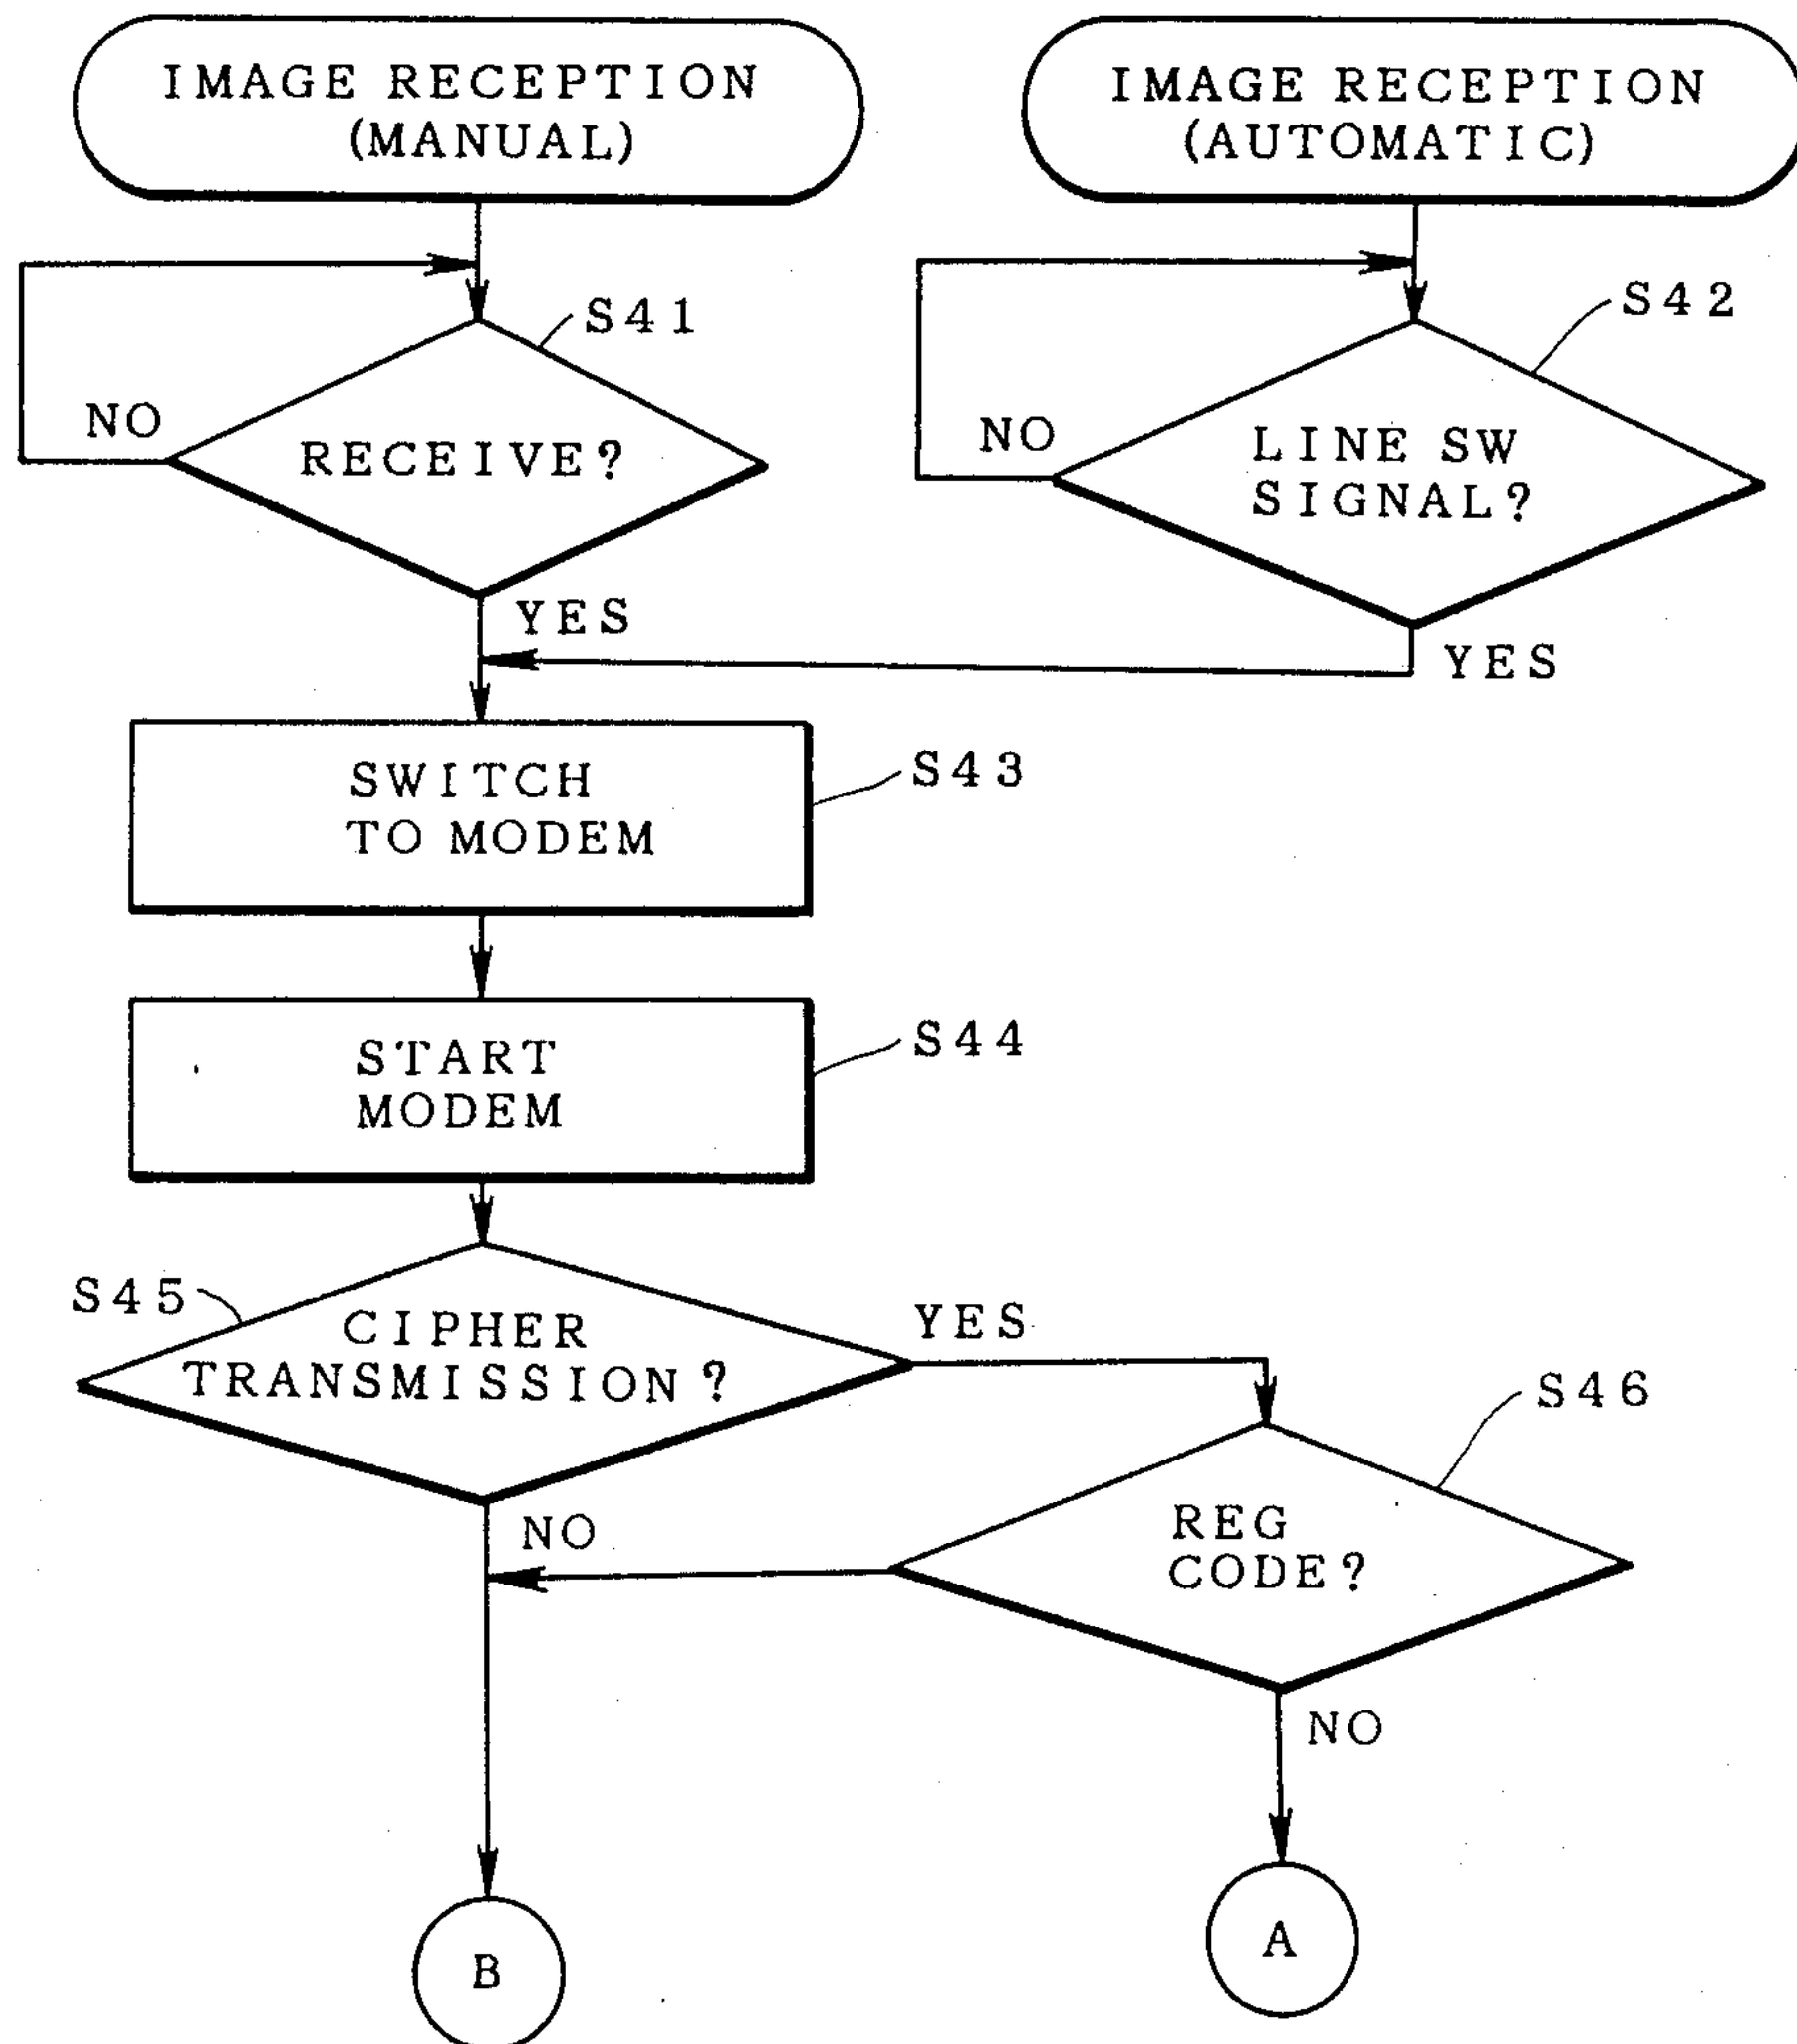 IMAGE RECEPTION
(MANUAL)
IMAGE RECEPTION
(AUTOMATIC)
S41
S42
NO
RECEIVE?
NO
LINE SW
SIGNAL?
YES
YES
SWITCH
TO MODEM
S43
START
MODEM
S44
S45
CIPHER
TRANSMISSION?
YES
S46
NO
REG
CODE?
NO
B
A